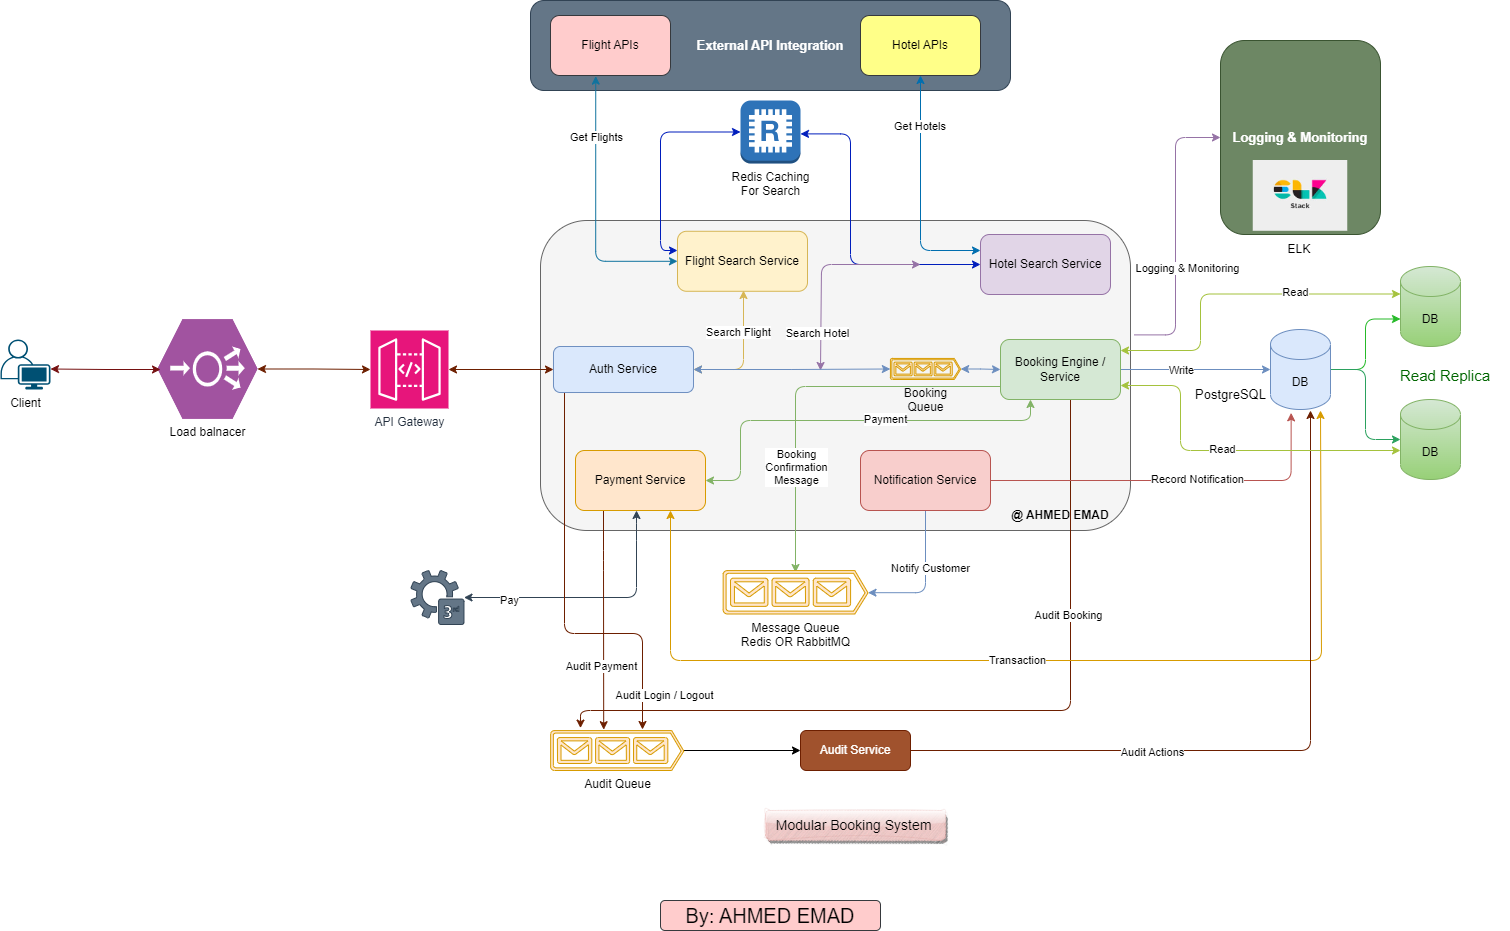 Flight APIs
External API Integration
Hotel APIs
Get Flights
Get Hotels
R
Redis Caching
For Search
Logging & Monitoring
ELK
Stack
ELK
Flight Search Service
Hotel Search Service
Logging & Monitoring
Read
DB
Search Flight
Search Hotel
Client
Load balnacer
</>
API Gateway
Auth Service
Booking
Queue
Booking Engine /
Service
Write
DB
PostgreSQL
Read Replica
Payment
Read
DB
Booking
Confirmation
Message
Payment Service
Notification Service
Record Notification
@ AHMED EMAD
Notify Customer
3rd
Pay
Message Queue
Redis OR RabbitMQ
Audit Booking
Audit Payment
Transaction
Audit Login / Logout
Audit Queue
Audit Service
Audit Actions
Modular Booking System
By: AHMED EMAD